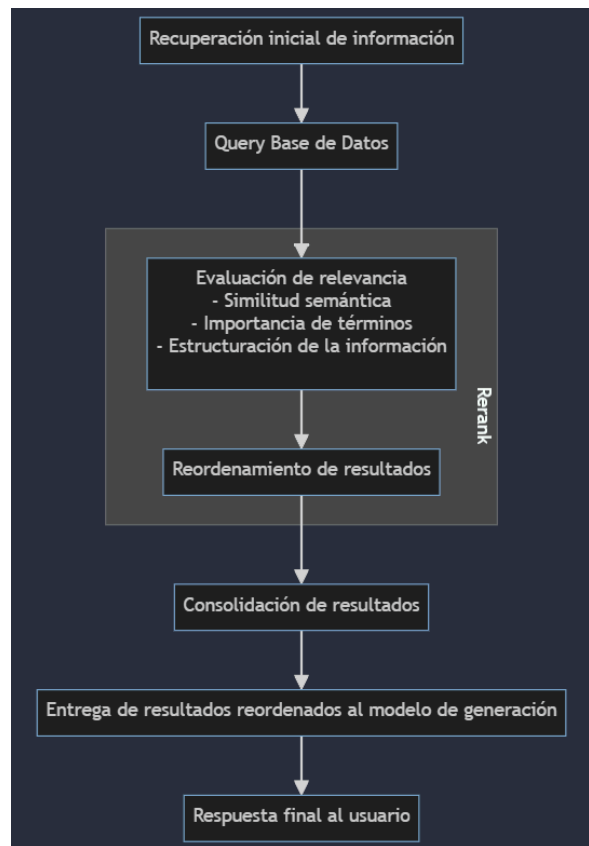 Recuperación inicial de información
Query Base de Datos
Evaluación de relevancia
- Similitud semántica
- Importancia de términos
- Estructuración de la información
Rerank
Reordenamiento de resultados
Consolidación de resultados
Entrega de resultados reordenados al modelo de generación
Respuesta final al usuario